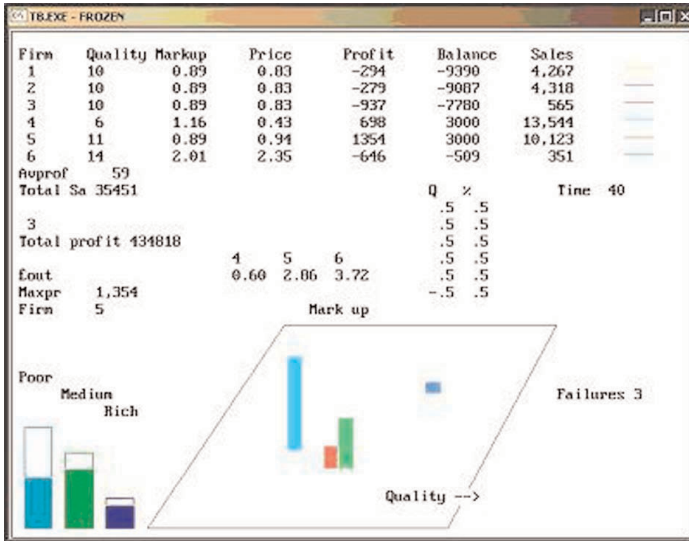 TB.EXE - FROZEN
Firm Quality Markup Price Profit Balance Sales
1 10 0.89 0.83 -294 -9390 4,267
2 10 0.89 0.83 -279 -9087 4,318
3 10 0.89 0.83 -937 -7780 565
4 6 1.16 0.43 698 3000 13,544
5 11 0.89 0.94 1354 3000 10,123
6 14 2.01 2.35 -646 -509 351
Avprof 59
Total Sa 35451 Q % Time 40
.5 .5
3 .5 .5
Total profit 434818 .5 .5
4 5 6 .5 .5
£out 0.60 2.86 3.72 .5 .5
Maxpr 1,354 -.5 .5
Firm 5 Mark up
Poor
Medium Failures 3
Rich
Quality -->